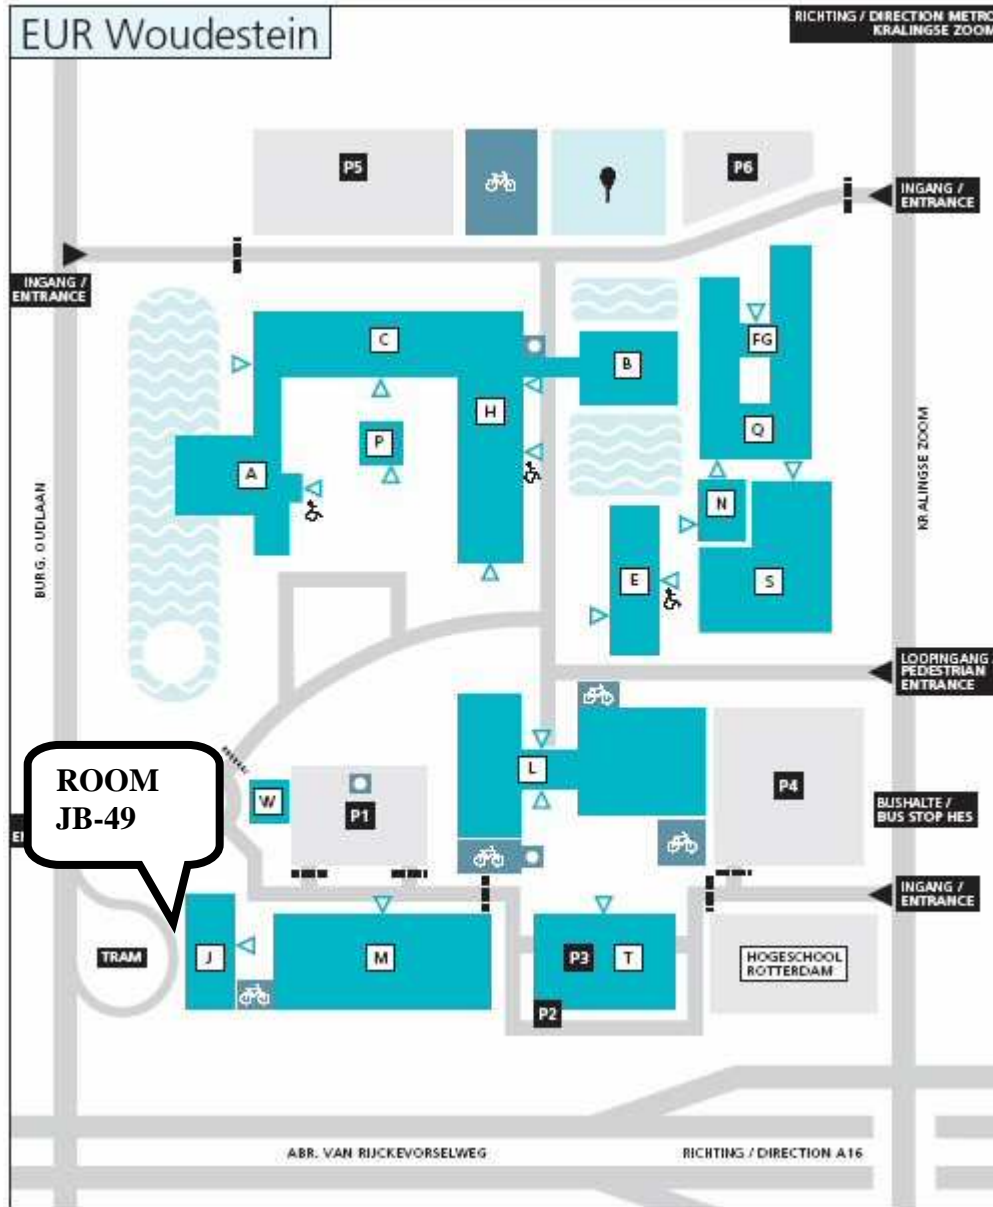 EUR Woudestein
RICHTING / DIRECTION METRO
KRALINGSE ZOOM
P5
P6
INGANG /
ENTRANCE
INGANG /
ENTRANCE
C
FG
B
H
Q
P
A
N
KRALINGSE ZOOM
BURG. OUDLAAN
E
S
LOOPINGANG /
PEDESTRIAN
ENTRANCE
ROOM
JB-49
L
W
P1
P4
BUSHALTE /
BUS STOP HES
INGANG /
ENTRANCE
TRAM
J
M
P3
T
HOGESCHOOL
ROTTERDAM
P2
ABR. VAN RIJCKEVORSELWEG
RICHTING / DIRECTION A16